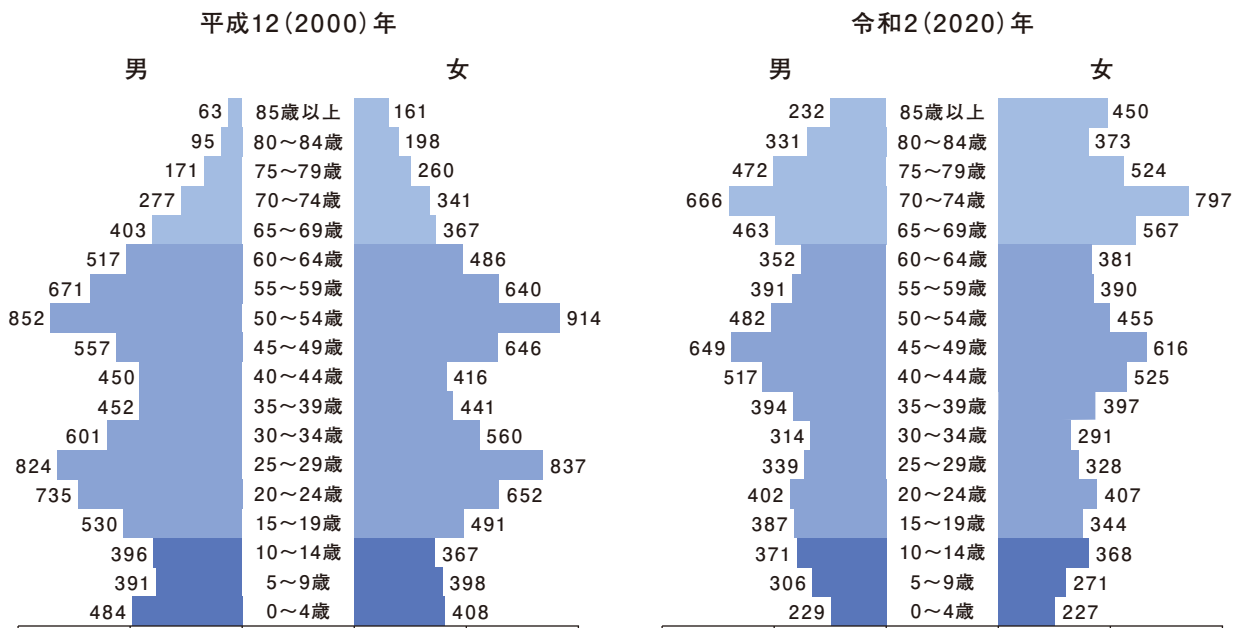 平成12(2000)年
男 女
63 85歳以上 161
95 80～84歳 198
171 75～79歳 260
277 70～74歳 341
403 65～69歳 367
517 60～64歳 486
671 55～59歳 640
852 50～54歳 914
557 45～49歳 646
450 40～44歳 416
452 35～39歳 441
601 30～34歳 560
824 25～29歳 837
735 20～24歳 652
530 15～19歳 491
396 10～14歳 367
391 5～9歳 398
484 0～4歳 408
令和2(2020)年
男 女
232 85歳以上 450
331 80～84歳 373
472 75～79歳 524
666 70～74歳 797
463 65～69歳 567
352 60～64歳 381
391 55～59歳 390
482 50～54歳 455
649 45～49歳 616
517 40～44歳 525
394 35～39歳 397
314 30～34歳 291
339 25～29歳 328
402 20～24歳 407
387 15～19歳 344
371 10～14歳 368
306 5～9歳 271
229 0～4歳 227